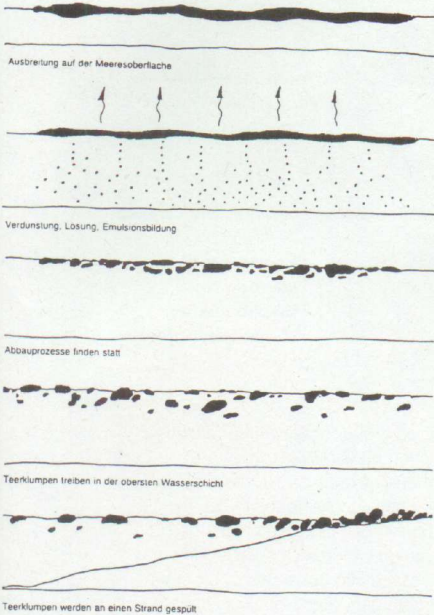 Ausbreitung auf der Meeresoberfläche
Verdunstung, Lösung, Emulsionsbildung
Abbauprozesse finden statt
Teerklumpen treiben in der obersten Wasserschicht
Teerklumpen werden an einen Strand gespült